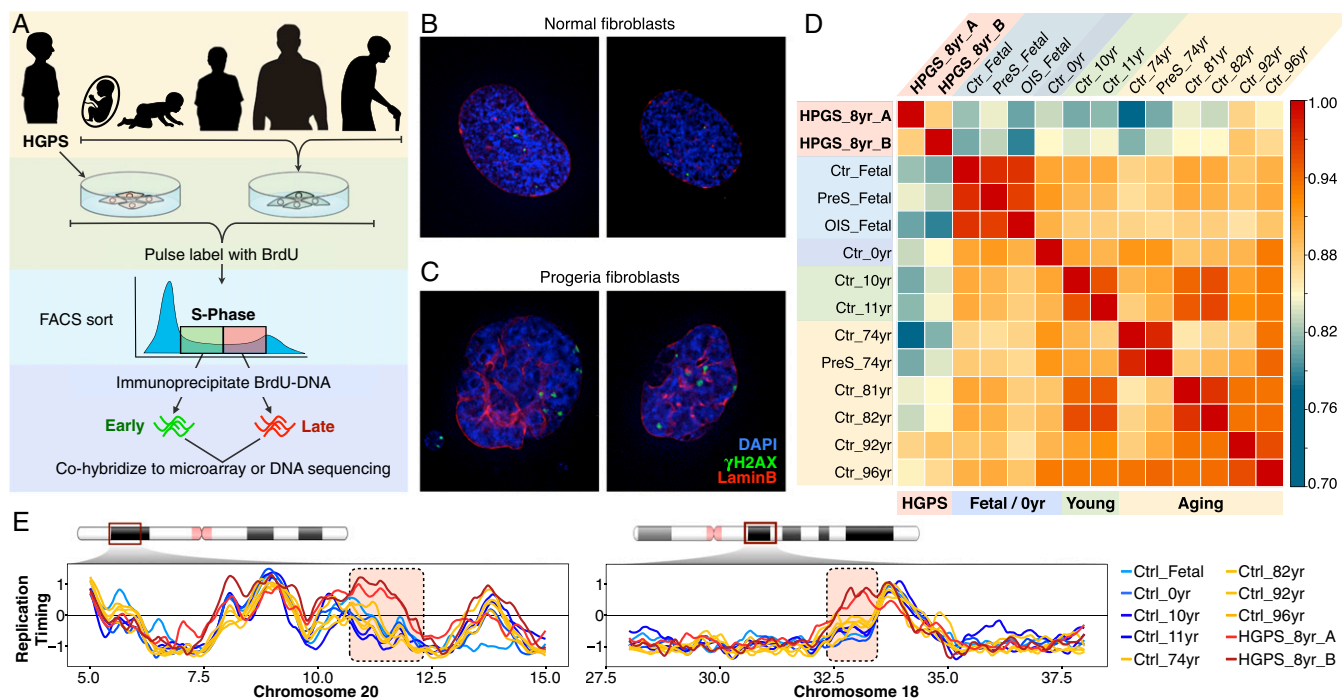 A
HGPS
Pulse label with BrdU
FACS sort
S-Phase
Immunoprecipitate BrdU-DNA
Early
Late
Co-hybridize to microarray or DNA sequencing
B
Normal fibroblasts
C
Progeria fibroblasts
DAPI
γH2AX
LaminB
D
HPGS_8yr_A
HPGS_8yr_B
Ctr_Fetal
PreS_Fetal
OIS_Fetal
Ctr_0yr
Ctr_10yr
Ctr_11yr
Ctr_74yr
PreS_74yr
Ctr_81yr
Ctr_82yr
Ctr_92yr
Ctr_96yr
HPGS_8yr_A
HPGS_8yr_B
Ctr_Fetal
PreS_Fetal
OIS_Fetal
Ctr_0yr
Ctr_10yr
Ctr_11yr
Ctr_74yr
PreS_74yr
Ctr_81yr
Ctr_82yr
Ctr_92yr
Ctr_96yr
HGPS Fetal / 0yr Young Aging
1.00
0.94
0.88
0.82
0.76
0.70
E
Replication
Timing
1
0
−1
5.0 7.5 10.0 12.5 15.0
Chromosome 20
1
0
−1
27.5 30.0 32.5 35.0 37.5
Chromosome 18
Ctrl_Fetal
Ctrl_0yr
Ctrl_10yr
Ctrl_11yr
Ctrl_74yr
Ctrl_82yr
Ctrl_92yr
Ctrl_96yr
HGPS_8yr_A
HGPS_8yr_B